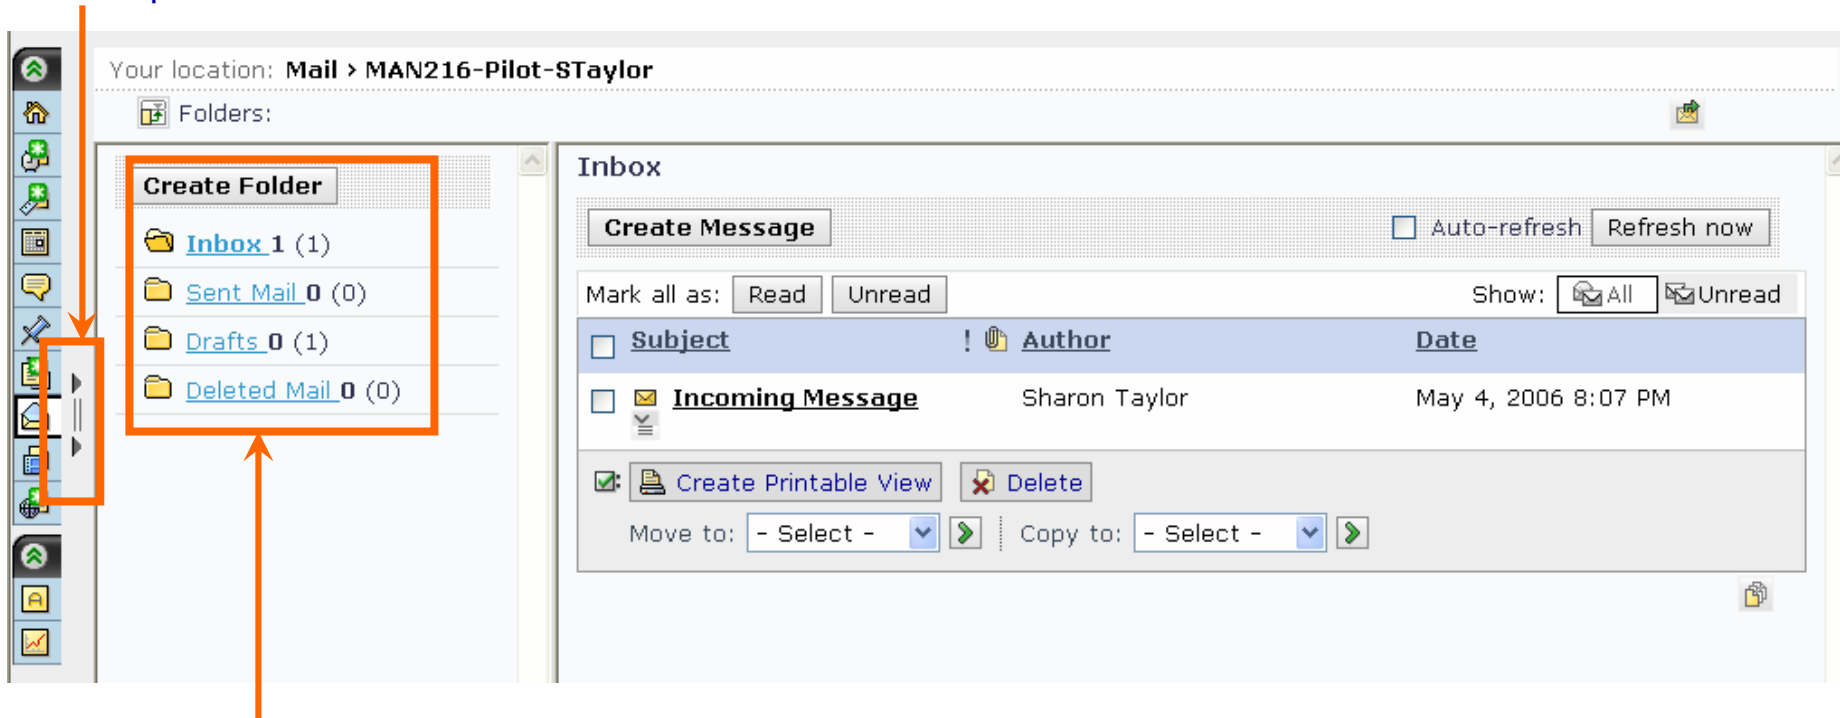 Your location: Mail > MAN216-Pilot-STaylor
Folders:
Create Folder
Inbox 1 (1)
Sent Mail 0 (0)
Drafts 0 (1)
Deleted Mail 0 (0)
Inbox
Create Message Auto-refresh Refresh now
Mark all as: Read Unread Show: All Unread
Subject ! Author Date
Incoming Message Sharon Taylor May 4, 2006 8:07 PM
Create Printable View Delete
Move to: - Select - Copy to: - Select -